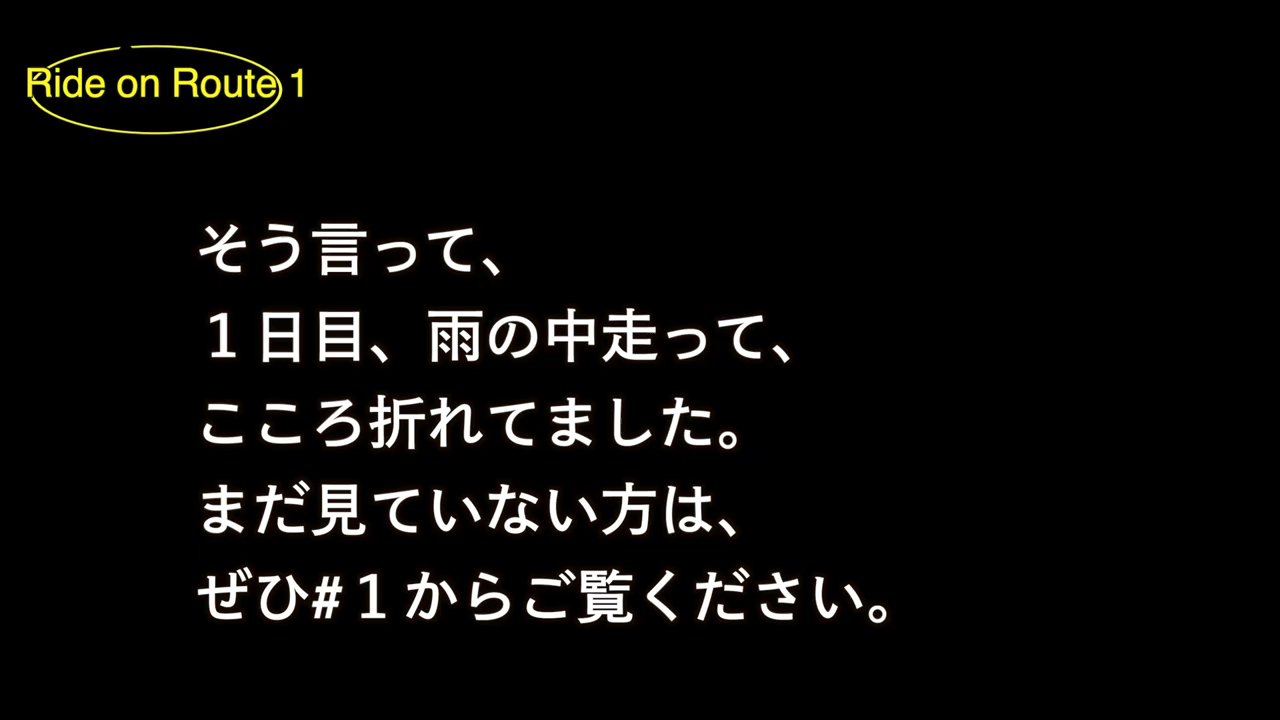 Ride on Route 1
そう言って、
１日目、雨の中走って、
こころ折れてました。
まだ見ていない方は、
ぜひ#１からご覧ください。